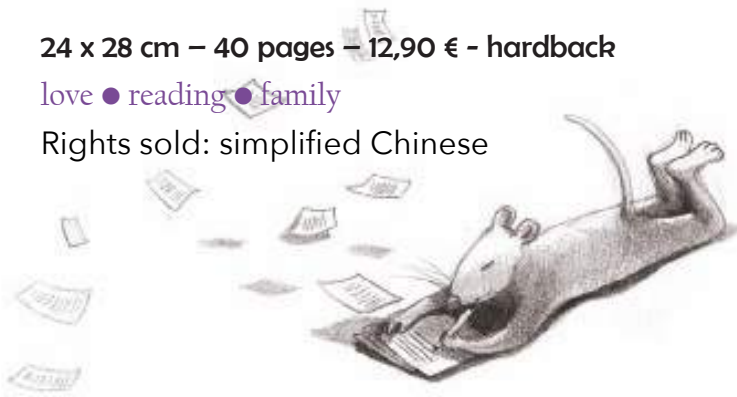 24 x 28 cm – 40 pages – 12,90 € - hardback
love ● reading ● family
Rights sold: simplified Chinese